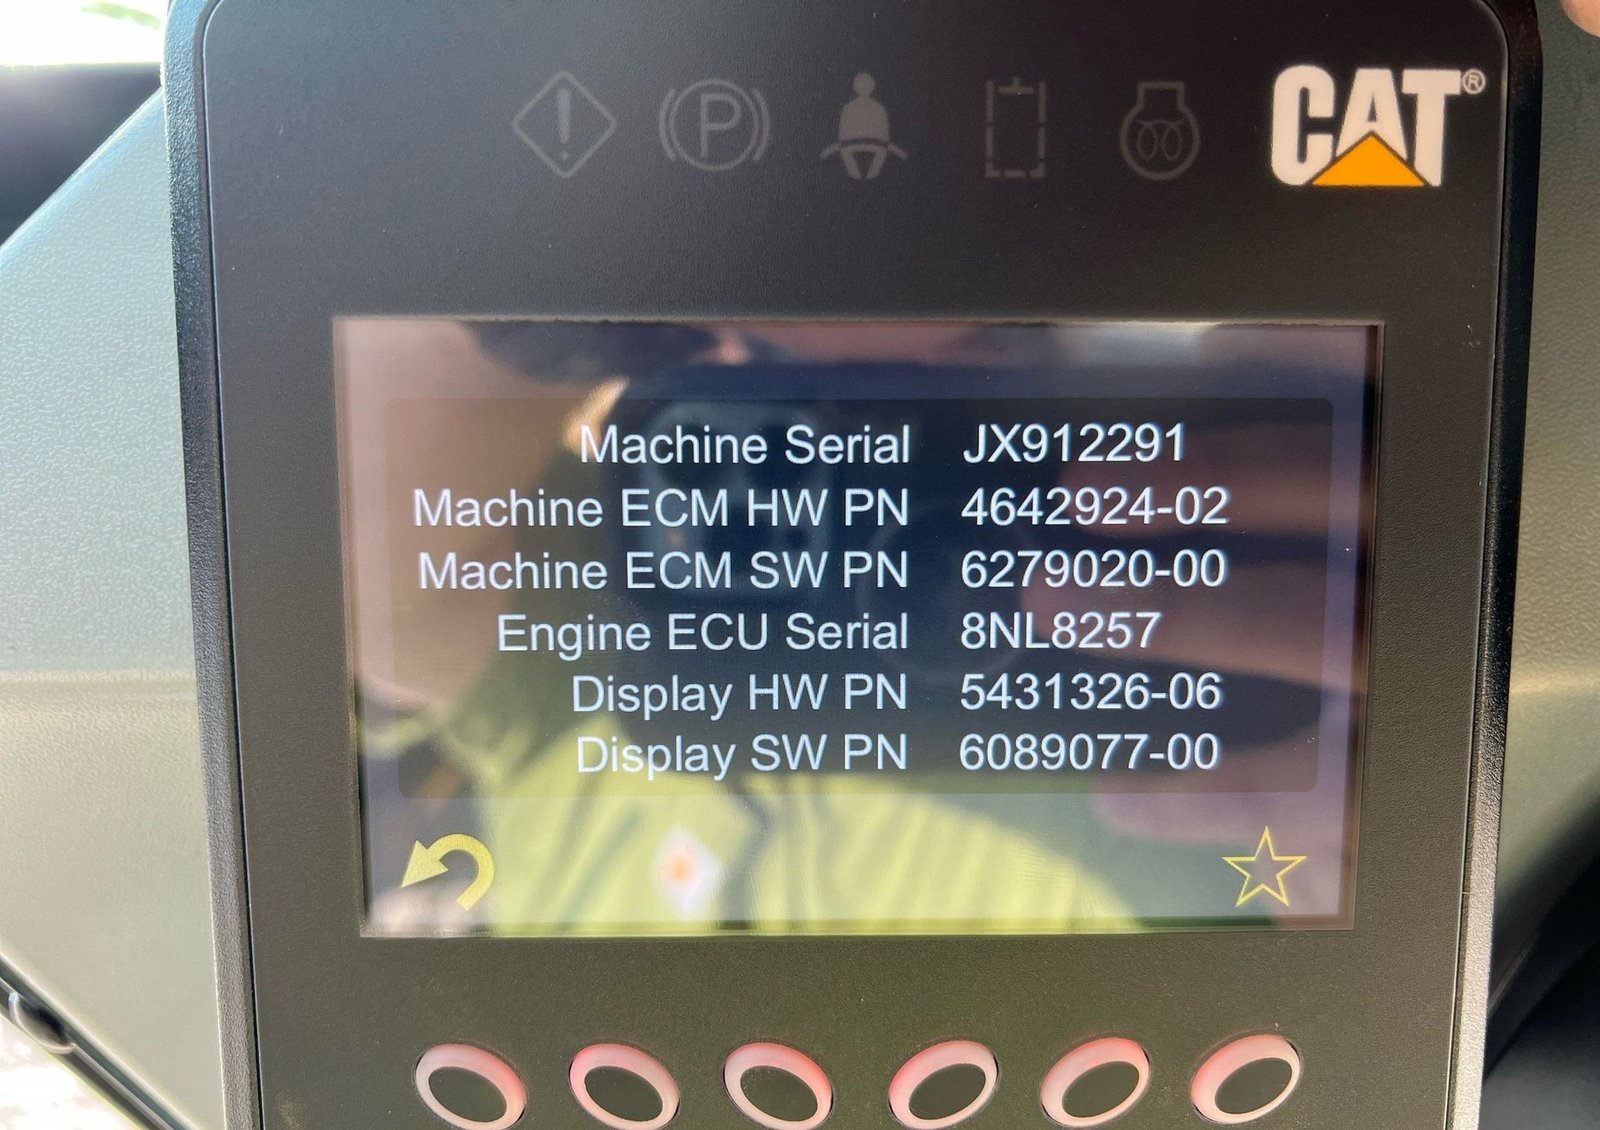 P
CAT®
Machine Serial JX912291
Machine ECM HW PN 4642924-02
Machine ECM SW PN 6279020-00
Engine ECU Serial 8NL8257
Display HW PN 5431326-06
Display SW PN 6089077-00